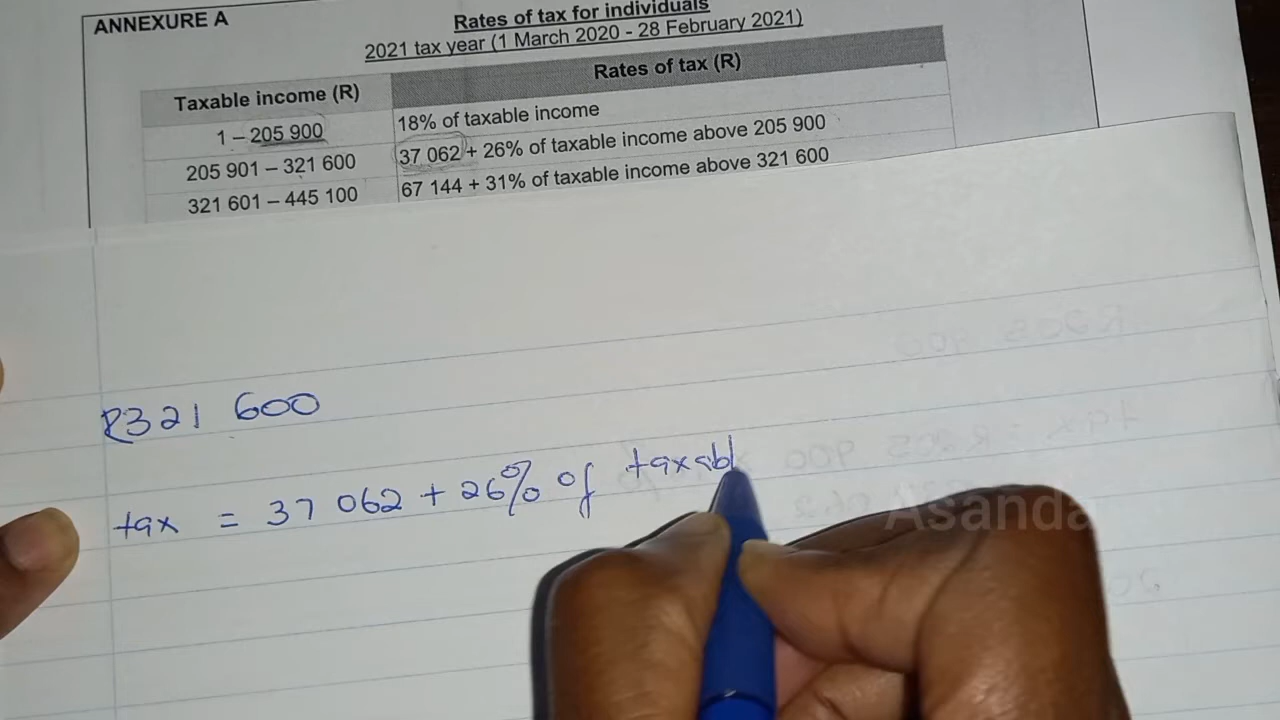 ANNEXURE A
Rates of tax for individuals
2021 tax year (1 March 2020 - 28 February 2021)
Taxable income (R) Rates of tax (R)
1 – 205 900 18% of taxable income
205 901 – 321 600 37 062 + 26% of taxable income above 205 900
321 601 – 445 100 67 144 + 31% of taxable income above 321 600
R321 600
tax = 37 062 + 26% of taxabl
Asanda